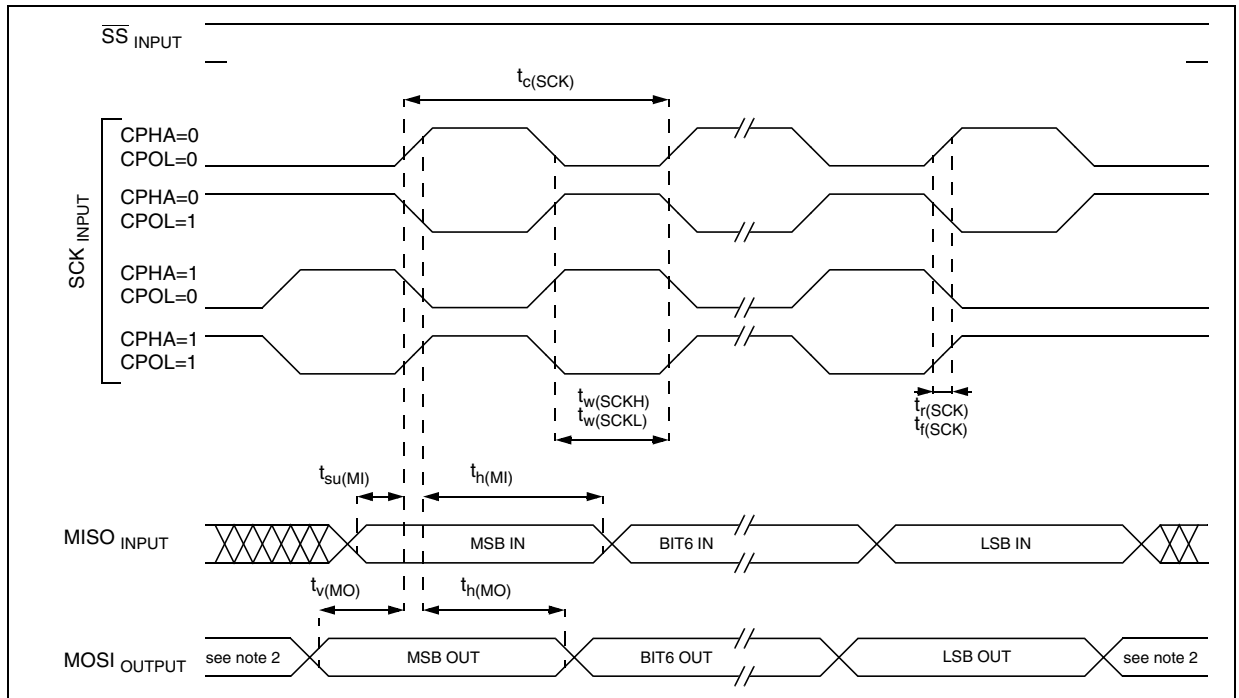 SS INPUT
tc(SCK)
SCK INPUT
CPHA=0
CPOL=0
CPHA=0
CPOL=1
CPHA=1
CPOL=0
CPHA=1
CPOL=1
tw(SCKH)
tw(SCKL)
tr(SCK)
tf(SCK)
tsu(MI)
th(MI)
MISO INPUT
MSB IN
BIT6 IN
LSB IN
tv(MO)
th(MO)
MOSI OUTPUT
see note 2
MSB OUT
BIT6 OUT
LSB OUT
see note 2